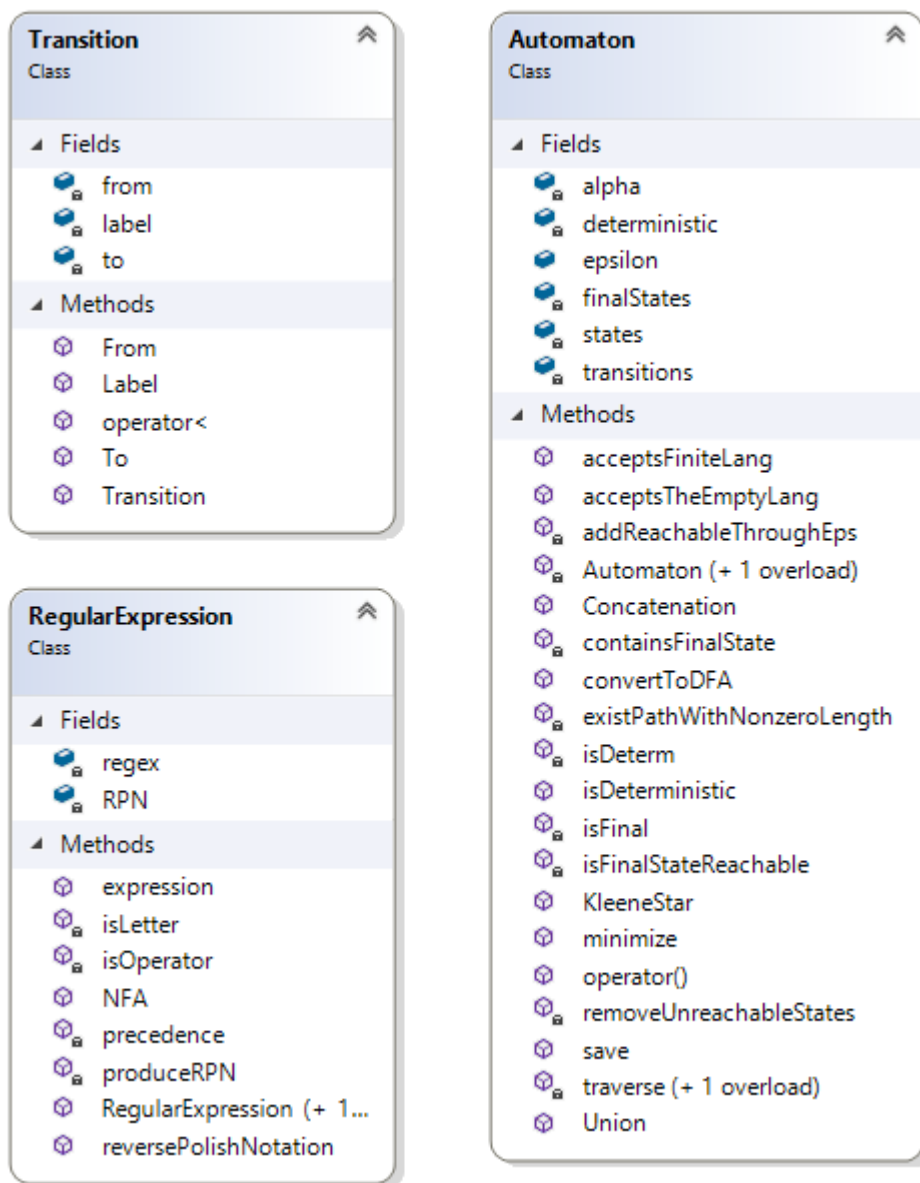 Transition
Class
Fields
from
label
to
Methods
From
Label
operator<
To
Transition
RegularExpression
Class
Fields
regex
RPN
Methods
expression
isLetter
isOperator
NFA
precedence
produceRPN
RegularExpression (+ 1...
reversePolishNotation
Automaton
Class
Fields
alpha
deterministic
epsilon
finalStates
states
transitions
Methods
acceptsFiniteLang
acceptsTheEmptyLang
addReachableThroughEps
Automaton (+ 1 overload)
Concatenation
containsFinalState
convertToDFA
existPathWithNonzeroLength
isDeterm
isDeterministic
isFinal
isFinalStateReachable
KleeneStar
minimize
operator()
removeUnreachableStates
save
traverse (+ 1 overload)
Union